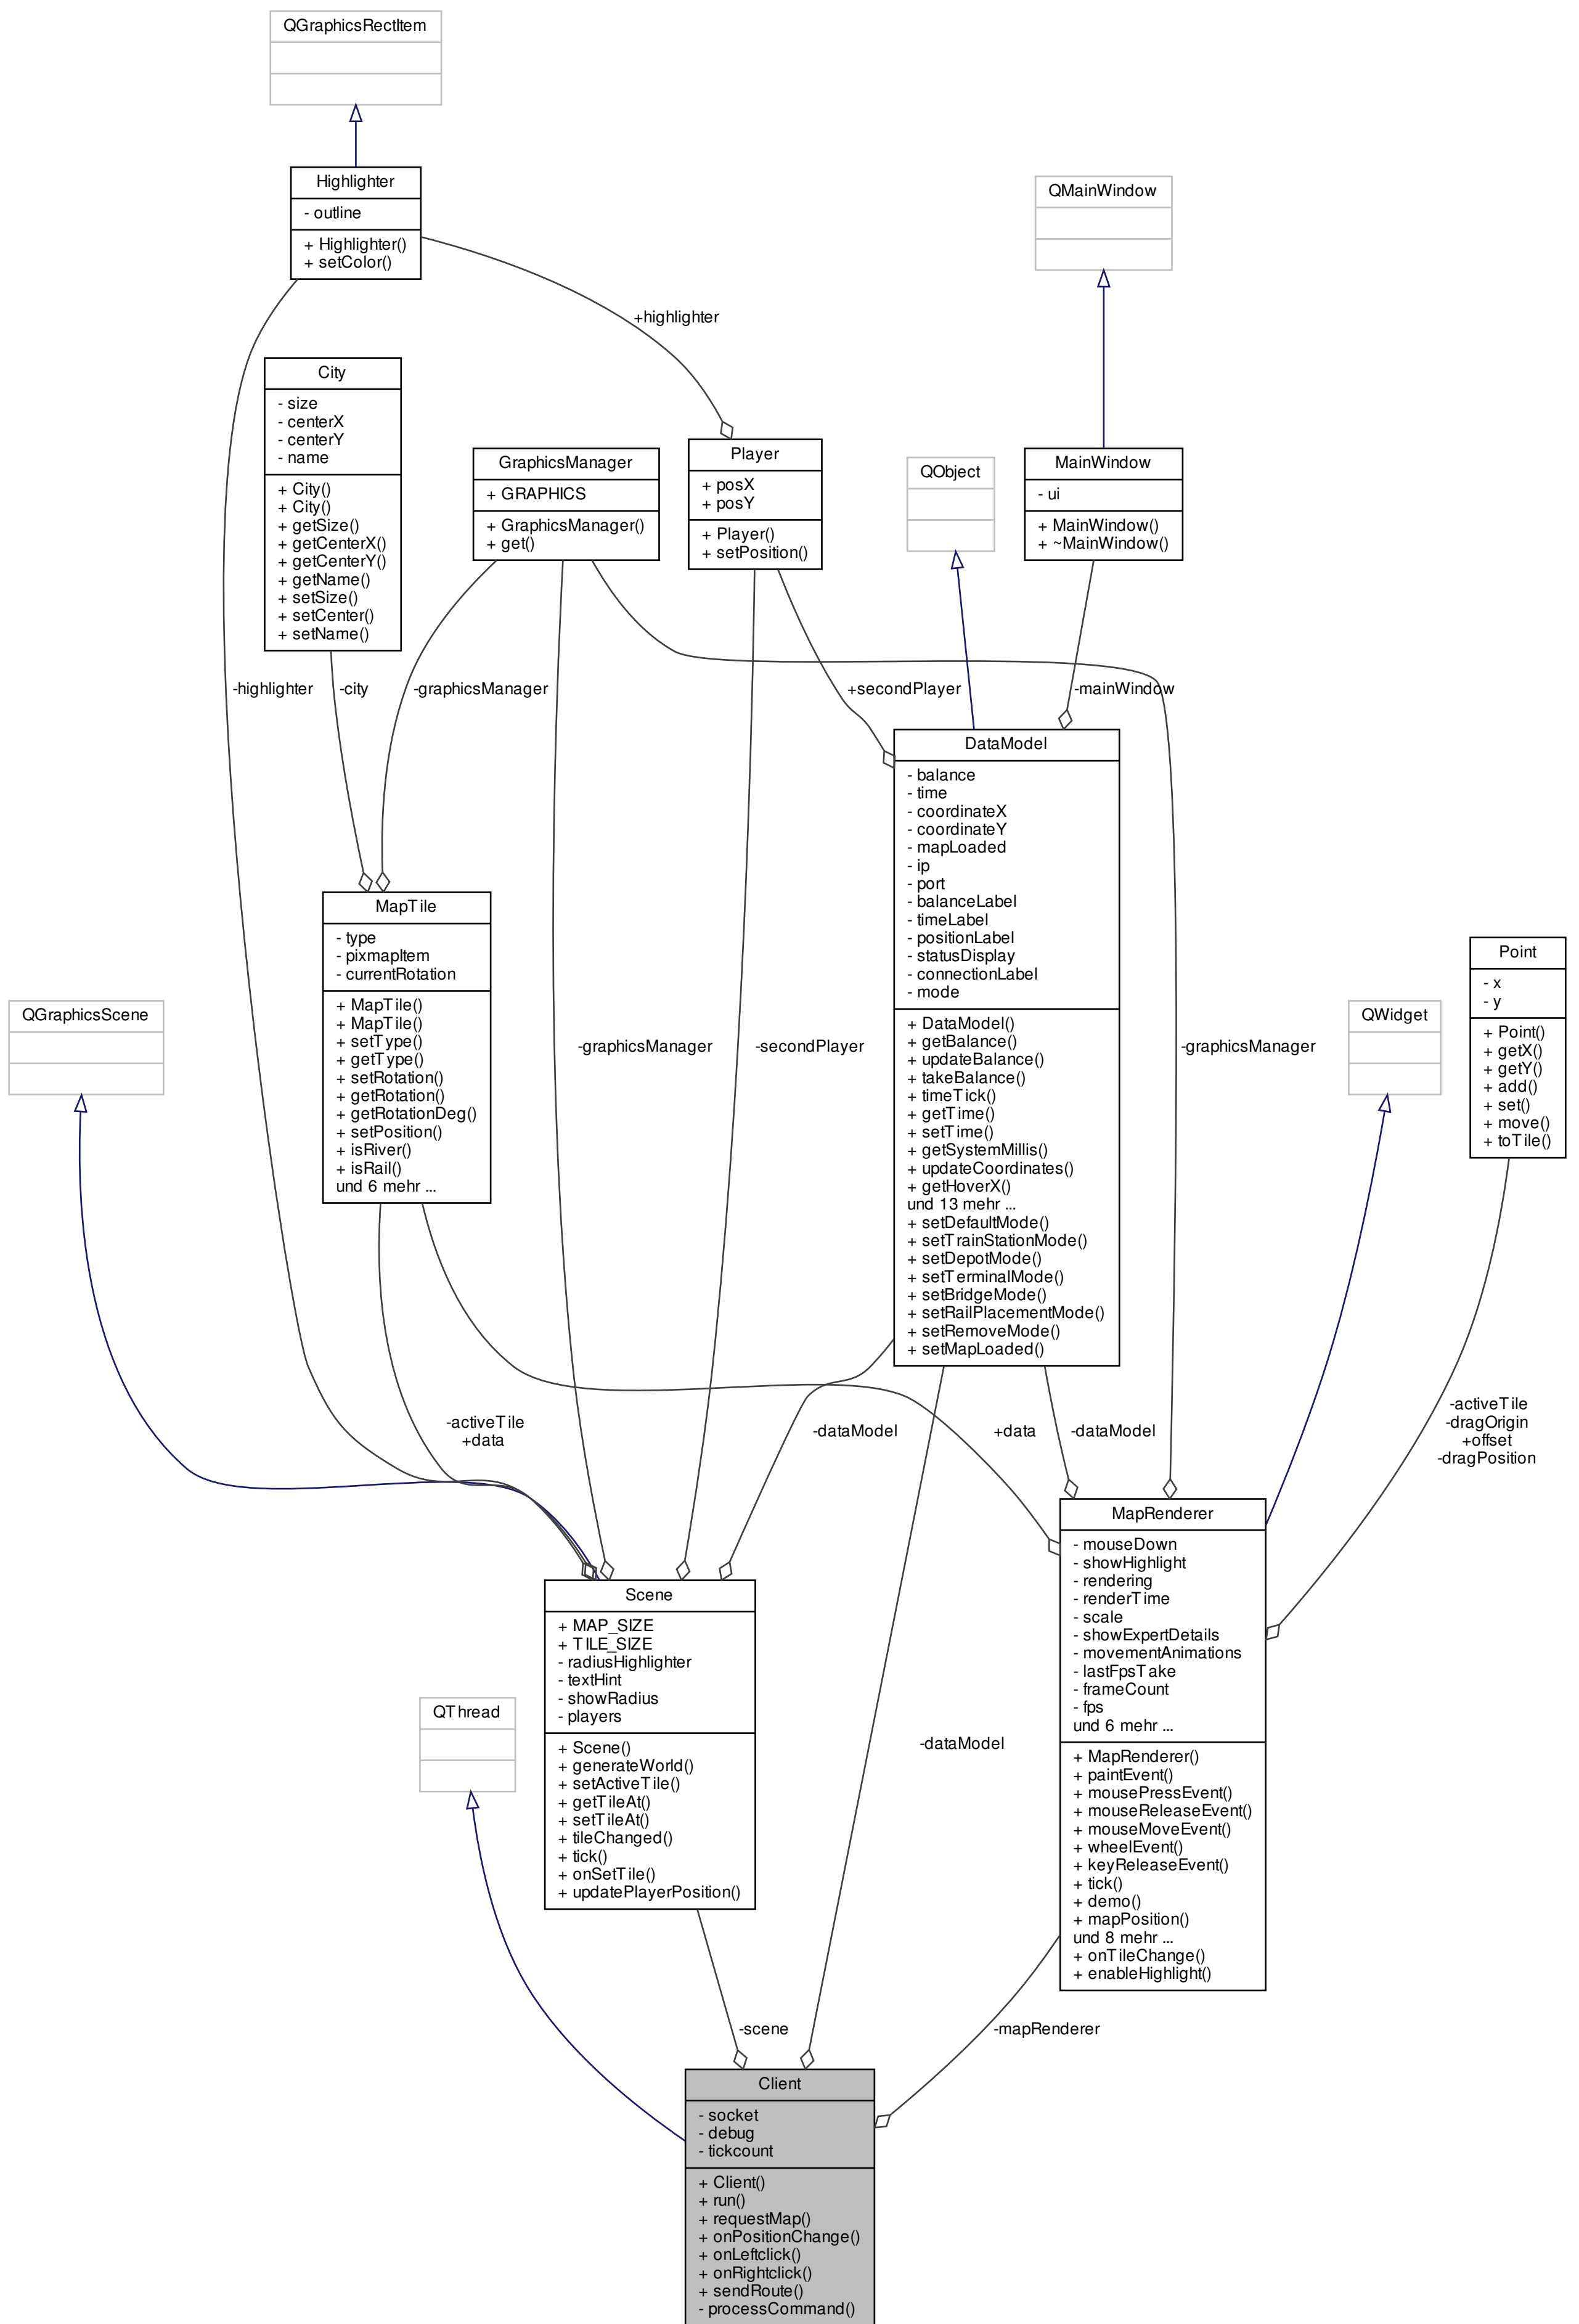 QGraphicsRectItem
Highlighter
- outline
+ Highlighter()
+ setColor()
QMainWindow
+highlighter
City
- size
- centerX
- centerY
- name
+ City()
+ City()
+ getSize()
+ getCenterX()
+ getCenterY()
+ getName()
+ setSize()
+ setCenter()
+ setName()
GraphicsManager
+ GRAPHICS
+ GraphicsManager()
+ get()
Player
+ posX
+ posY
+ Player()
+ setPosition()
QObject
MainWindow
- ui
+ MainWindow()
+ ~MainWindow()
-highlighter
-city
-graphicsManager
+secondPlayer
-mainWindow
DataModel
- balance
- time
- coordinateX
- coordinateY
- mapLoaded
- ip
- port
- balanceLabel
- timeLabel
- positionLabel
- statusDisplay
- connectionLabel
- mode
+ DataModel()
+ getBalance()
+ updateBalance()
+ takeBalance()
+ timeTick()
+ getTime()
+ setTime()
+ getSystemMillis()
+ updateCoordinates()
+ getHoverX()
und 13 mehr ...
+ setDefaultMode()
+ setTrainStationMode()
+ setDepotMode()
+ setTerminalMode()
+ setBridgeMode()
+ setRailPlacementMode()
+ setRemoveMode()
+ setMapLoaded()
MapTile
- type
- pixmapItem
- currentRotation
+ MapTile()
+ MapTile()
+ setType()
+ getType()
+ setRotation()
+ getRotation()
+ getRotationDeg()
+ setPosition()
+ isRiver()
+ isRail()
und 6 mehr ...
QGraphicsScene
-graphicsManager
-secondPlayer
-graphicsManager
QWidget
Point
- x
- y
+ Point()
+ getX()
+ getY()
+ add()
+ set()
+ move()
+ toTile()
-activeTile
+data
-dataModel
+data
-dataModel
-activeTile
-dragOrigin
+offset
-dragPosition
MapRenderer
- mouseDown
- showHighlight
- rendering
- renderTime
- scale
- showExpertDetails
- movementAnimations
- lastFpsTake
- frameCount
- fps
und 6 mehr ...
+ MapRenderer()
+ paintEvent()
+ mousePressEvent()
+ mouseReleaseEvent()
+ mouseMoveEvent()
+ wheelEvent()
+ keyReleaseEvent()
+ tick()
+ demo()
+ mapPosition()
und 8 mehr ...
+ onTileChange()
+ enableHighlight()
Scene
+ MAP_SIZE
+ TILE_SIZE
- radiusHighlighter
- textHint
- showRadius
- players
+ Scene()
+ generateWorld()
+ setActiveTile()
+ getTileAt()
+ setTileAt()
+ tileChanged()
+ tick()
+ onSetTile()
+ updatePlayerPosition()
QThread
-dataModel
-scene
-mapRenderer
Client
- socket
- debug
- tickcount
+ Client()
+ run()
+ requestMap()
+ onPositionChange()
+ onLeftclick()
+ onRightclick()
+ sendRoute()
- processCommand()